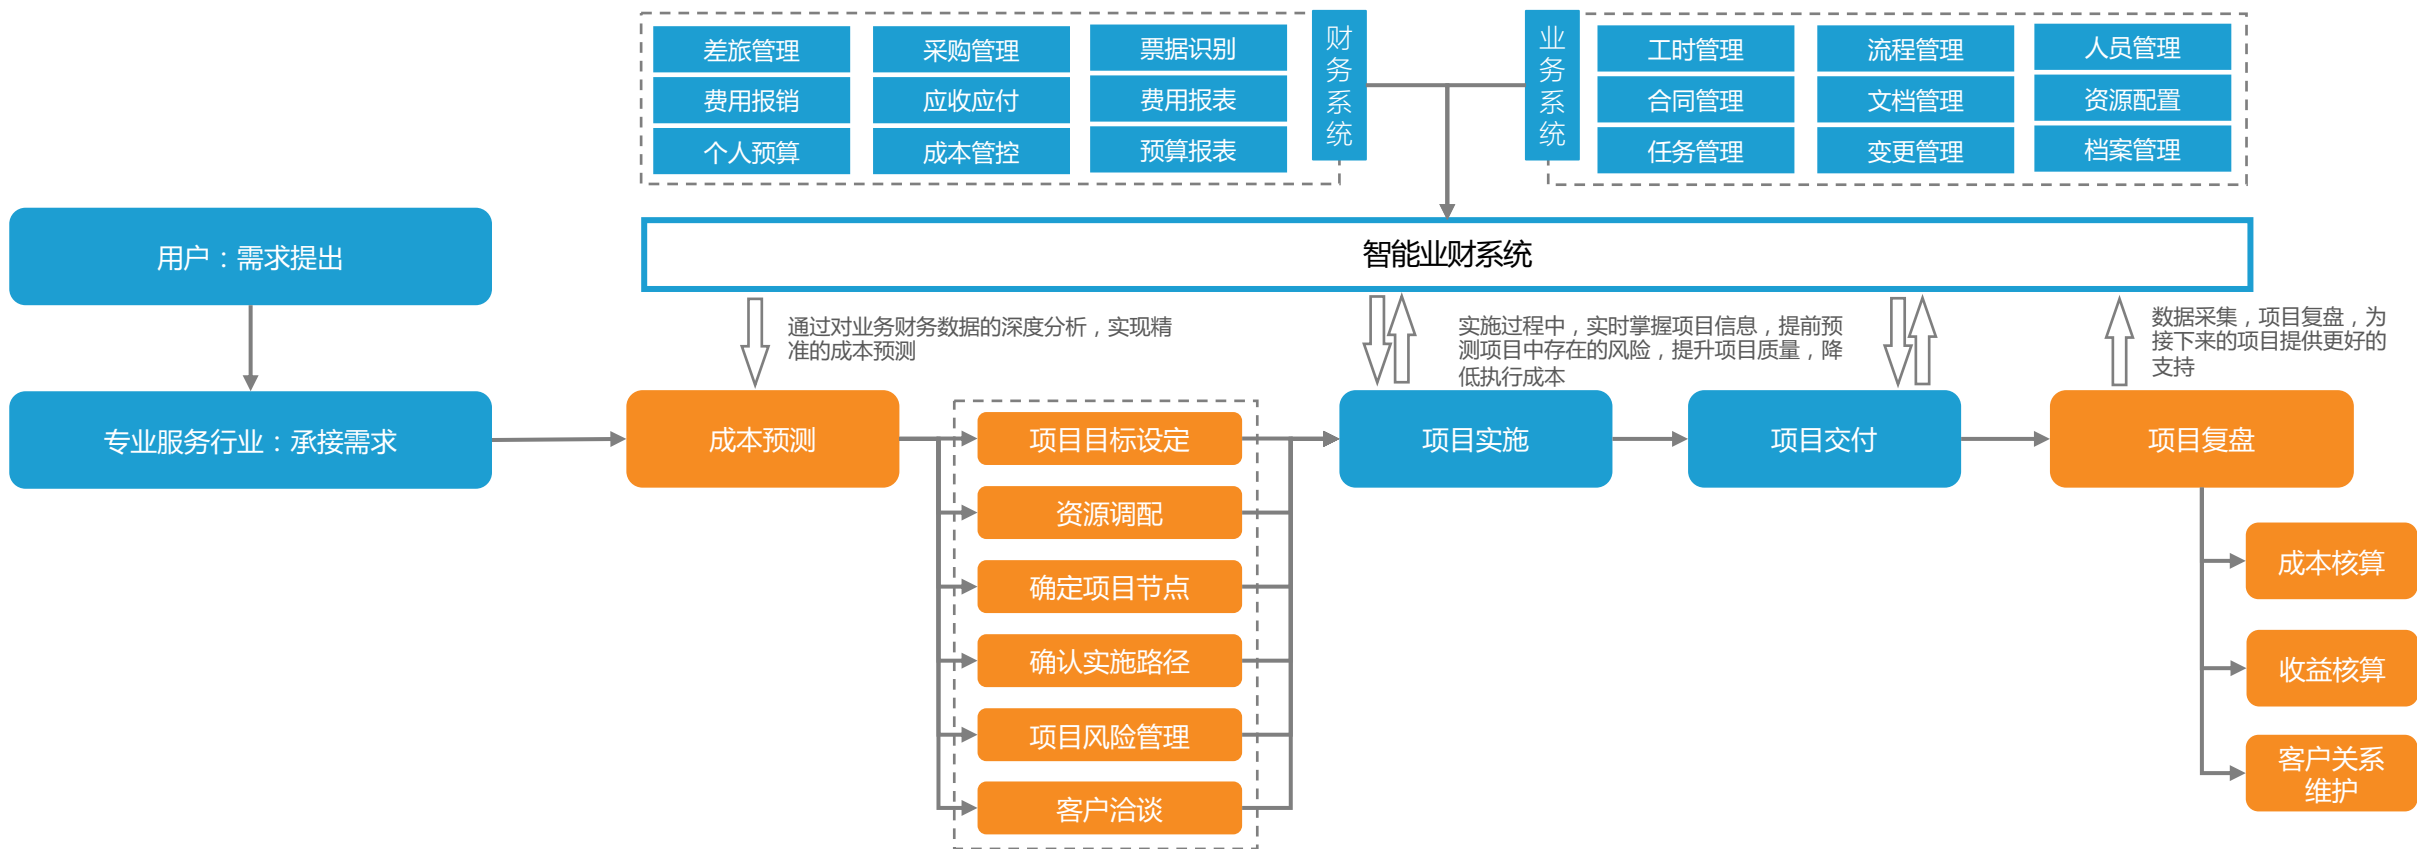 差旅管理
采购管理
票据识别
费用报销
应收应付
费用报表
个人预算
成本管控
预算报表
财
务
系
统
业
务
系
统
工时管理
流程管理
人员管理
合同管理
文档管理
资源配置
任务管理
变更管理
档案管理
智能业财系统
用户：需求提出
专业服务行业：承接需求
通过对业务财务数据的深度分析，实现精
准的成本预测
实施过程中，实时掌握项目信息，提前预
测项目中存在的风险，提升项目质量，降
低执行成本
数据采集，项目复盘，为
接下来的项目提供更好的
支持
成本预测
项目目标设定
资源调配
确定项目节点
确认实施路径
项目风险管理
客户洽谈
项目实施
项目交付
项目复盘
成本核算
收益核算
客户关系
维护